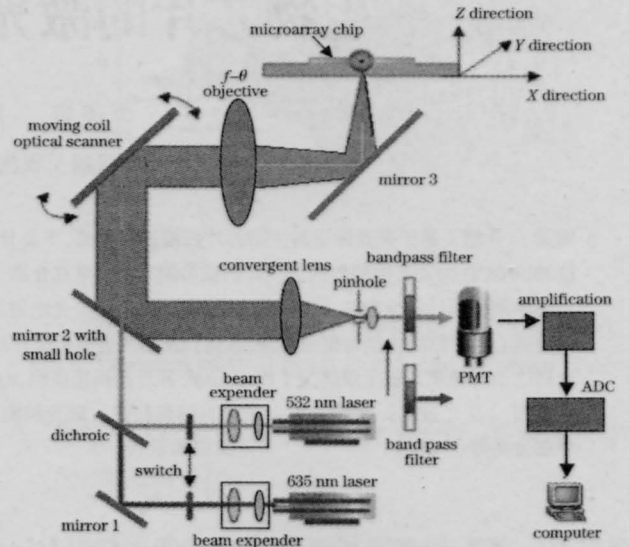 Z direction
microarray chip
Y direction
f–θ
objective
X direction
moving coil
optical scanner
mirror 3
convergent lens
bandpass filter
pinhole
amplification
mirror 2 with
small hole
PMT
beam
expender
532 nm laser
ADC
dichroic
switch
band pass
filter
635 nm laser
mirror 1
beam expender
computer